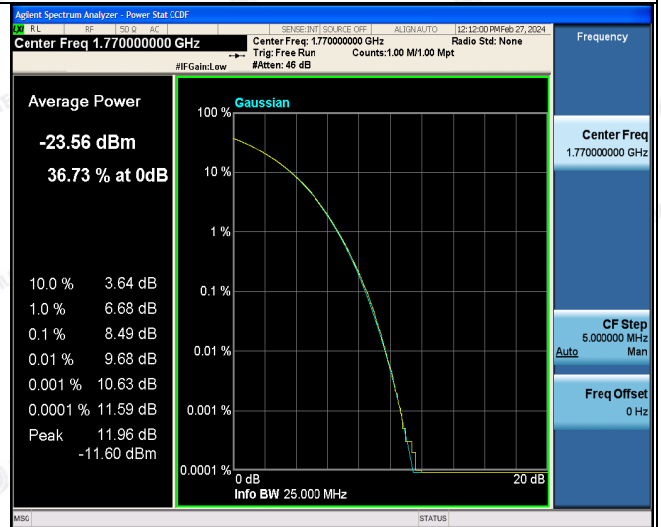 Agilent Spectrum Analyzer - Power Stat CCDF
LXI RL RF 50 Ω AC SENSE:INT SOURCE OFF ALIGNAUTO 12:12:00 PM Feb 27, 2024
Center Freq 1.770000000 GHz
Center Freq: 1.770000000 GHz Radio Std: None
Trig: Free Run Counts:1.00 M/1.00 Mpt
#IFGain:Low #Atten: 46 dB
Frequency
Average Power
-23.56 dBm
36.73 % at 0dB
10.0 % 3.64 dB
1.0 % 6.68 dB
0.1 % 8.49 dB
0.01 % 9.68 dB
0.001 % 10.63 dB
0.0001 % 11.59 dB
Peak 11.96 dB
-11.60 dBm
Gaussian
100 %
10 %
1 %
0.1 %
0.01 %
0.001 %
0.0001 %
0 dB 20 dB
Info BW 25.000 MHz
Center Freq
1.770000000 GHz
CF Step
5.000000 MHz
Auto Man
Freq Offset
0 Hz
MSG STATUS